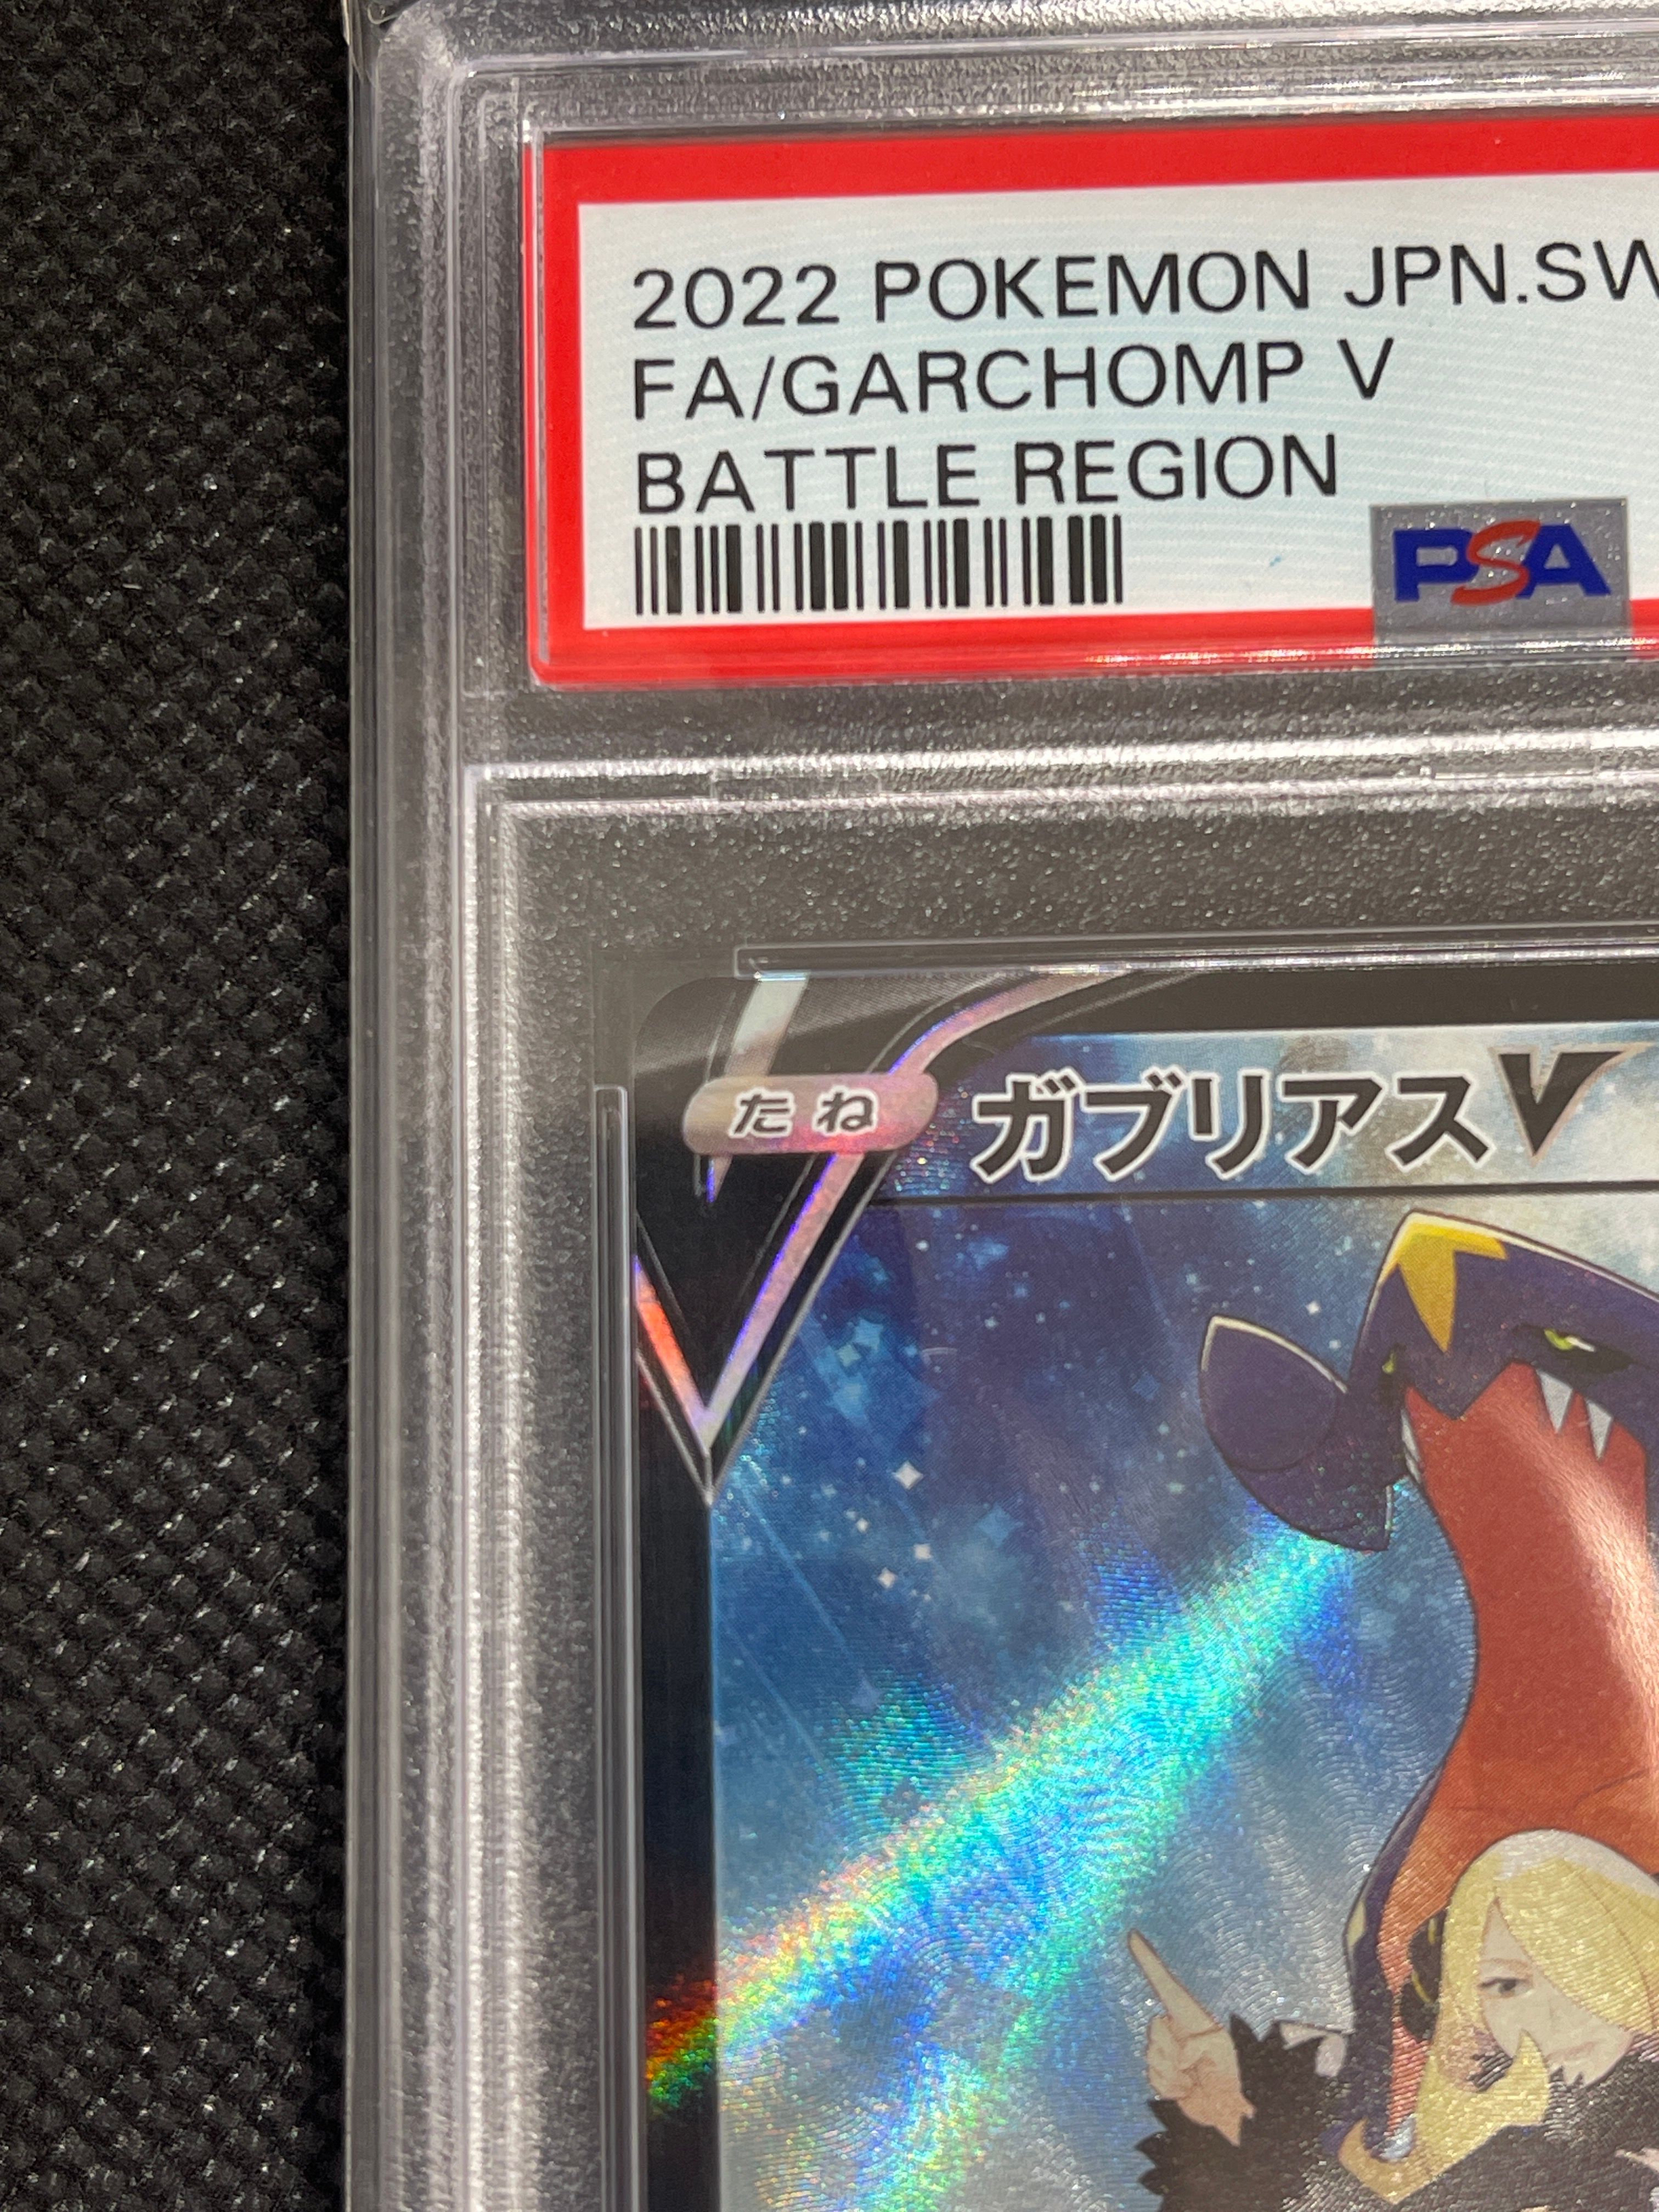 2022 POKEMON JPN.SW
FA/GARCHOMP V
BATTLE REGION
PSA
たね ガブリアスV